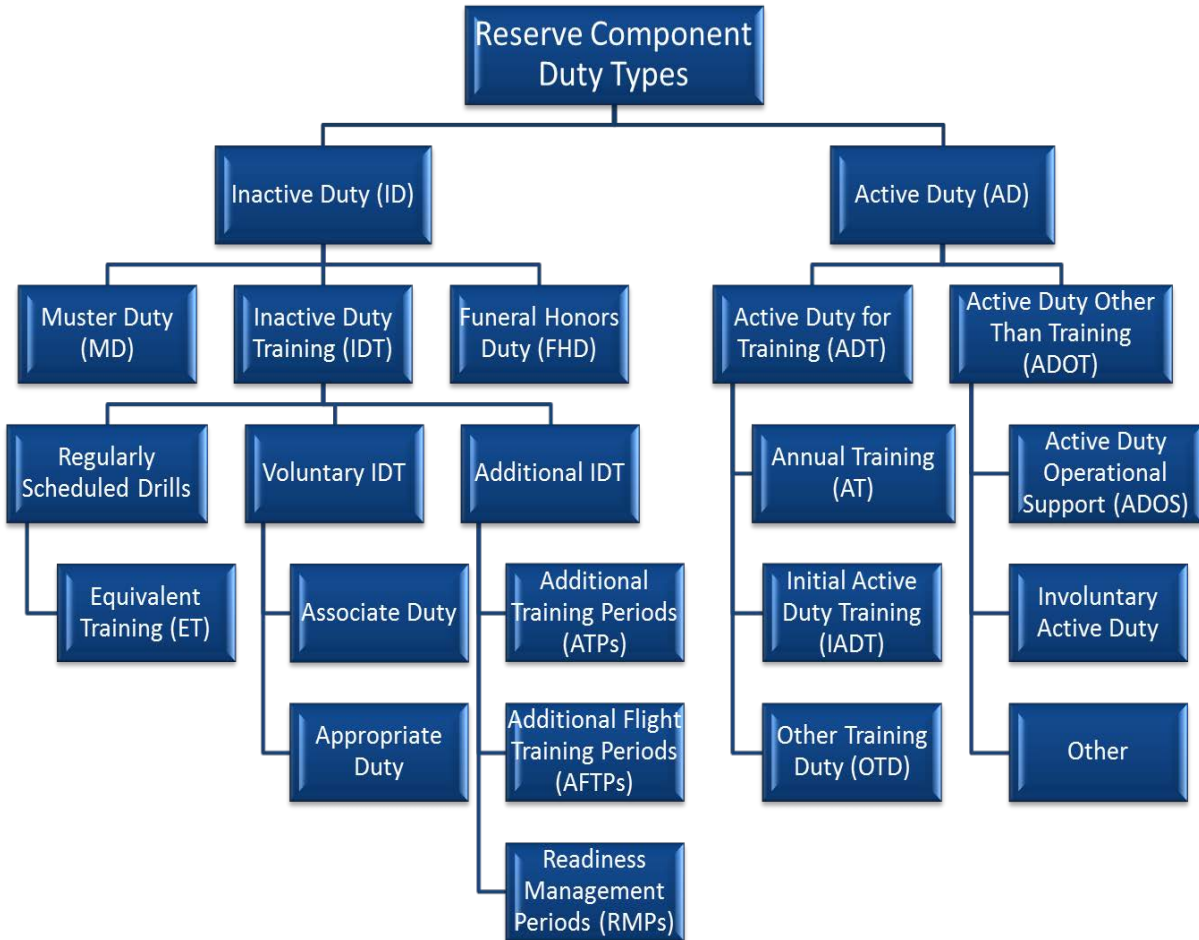 Reserve Component
Duty Types
Inactive Duty (ID)
Active Duty (AD)
Muster Duty
(MD)
Inactive Duty
Training (IDT)
Funeral Honors
Duty (FHD)
Active Duty for
Training (ADT)
Active Duty Other
Than Training
(ADOT)
Regularly
Scheduled Drills
Voluntary IDT
Additional IDT
Annual Training
(AT)
Active Duty
Operational
Support (ADOS)
Equivalent
Training (ET)
Associate Duty
Additional
Training Periods
(ATPs)
Initial Active
Duty Training
(IADT)
Involuntary
Active Duty
Appropriate
Duty
Additional Flight
Training Periods
(AFTPs)
Other Training
Duty (OTD)
Other
Readiness
Management
Periods (RMPs)